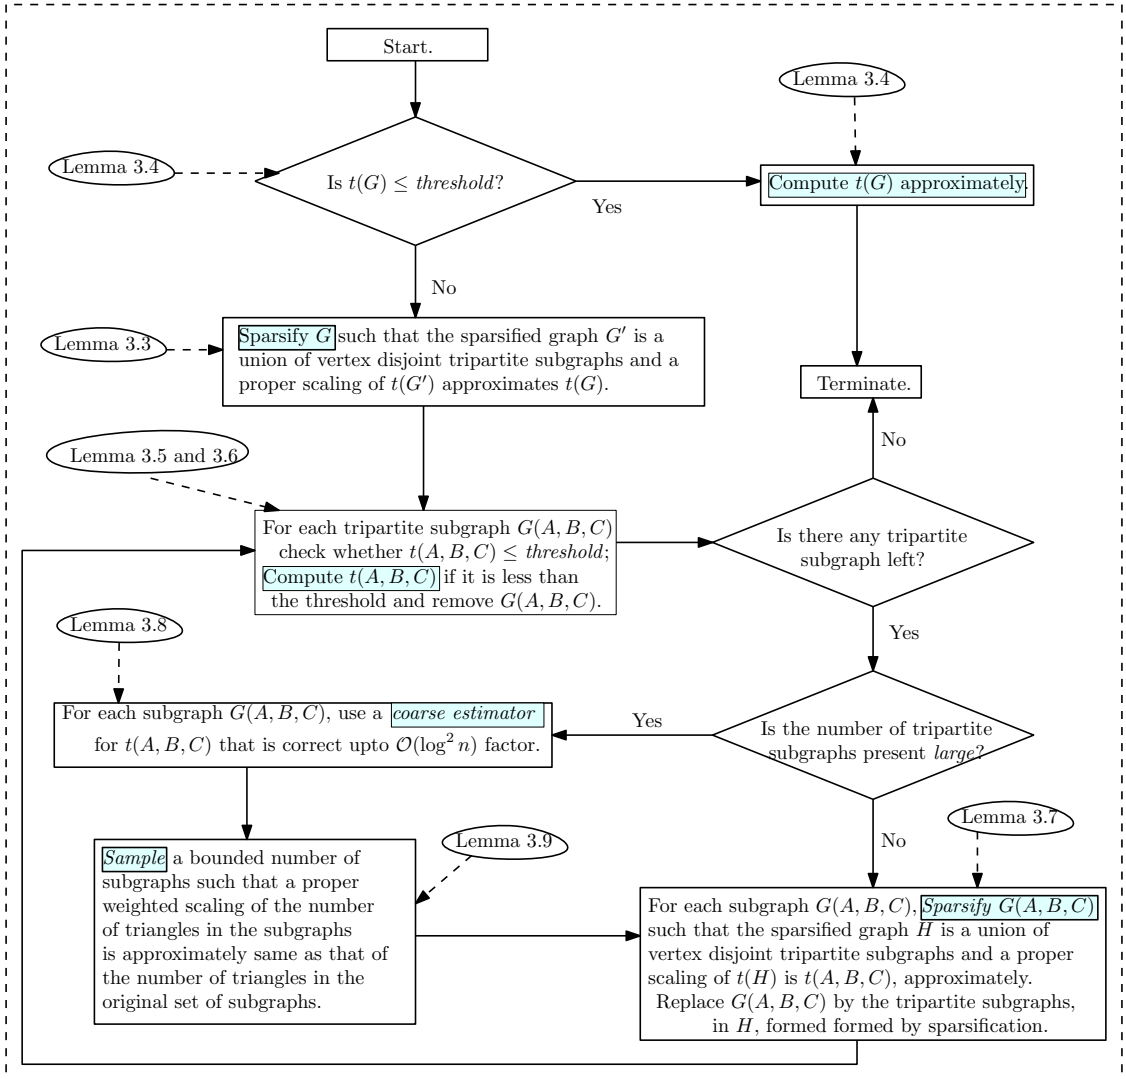 Start.
Lemma 3.4
Lemma 3.4
Is t(G) ≤ threshold?
Compute t(G) approximately.
Yes
No
Lemma 3.3
Sparsify G such that the sparsified graph G′ is a
union of vertex disjoint tripartite subgraphs and a
proper scaling of t(G′) approximates t(G).
Terminate.
No
Lemma 3.5 and 3.6
For each tripartite subgraph G(A, B, C)
check whether t(A, B, C) ≤ threshold;
Compute t(A, B, C) if it is less than
the threshold and remove G(A, B, C).
Is there any tripartite
subgraph left?
Yes
Lemma 3.8
For each subgraph G(A, B, C), use a coarse estimator
for t(A, B, C) that is correct upto O(log² n) factor.
Yes
Is the number of tripartite
subgraphs present large?
No
Lemma 3.7
Lemma 3.9
Sample a bounded number of
subgraphs such that a proper
weighted scaling of the number
of triangles in the subgraphs
is approximately same as that of
the number of triangles in the
original set of subgraphs.
For each subgraph G(A, B, C), Sparsify G(A, B, C)
such that the sparsified graph H is a union of
vertex disjoint tripartite subgraphs and a proper
scaling of t(H) is t(A, B, C), approximately.
Replace G(A, B, C) by the tripartite subgraphs,
in H, formed formed by sparsification.